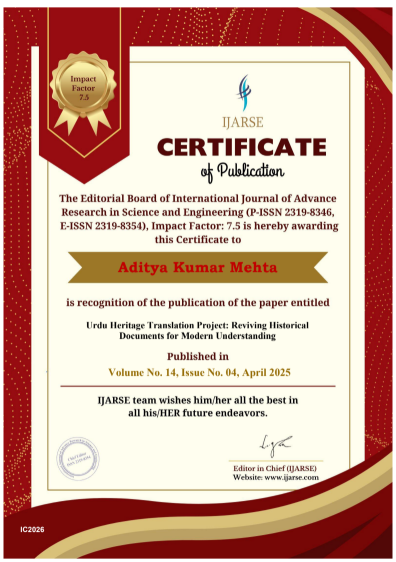 Impact
Factor
7.5
IJARSE
CERTIFICATE
of Publication
The Editorial Board of International Journal of Advance
Research in Science and Engineering (P-ISSN 2319-8346,
E-ISSN 2319-8354), Impact Factor: 7.5 is hereby awarding
this Certificate to
Aditya Kumar Mehta
is recognition of the publication of the paper entitled
Urdu Heritage Translation Project: Reviving Historical
Documents for Modern Understanding
Published in
Volume No. 14, Issue No. 04, April 2025
IJARSE team wishes him/her all the best in
all his/HER future endeavors.
Editor in Chief (IJARSE)
Website: www.ijarse.com
IC2026